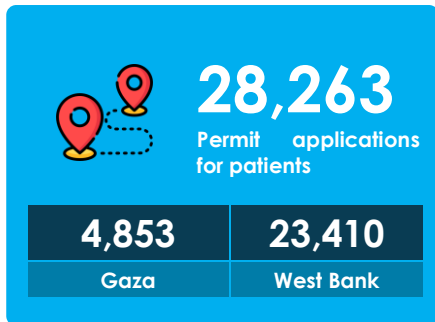 28,263
Permit applications
for patients
4,853 23,410
Gaza West Bank